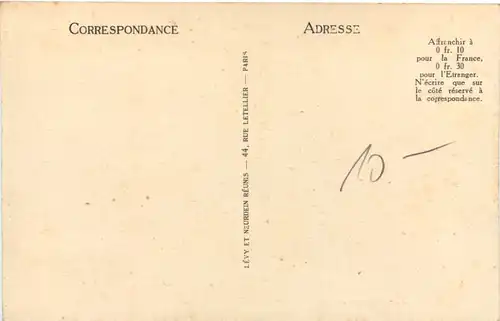 CORRESPONDANCE
ADRESSE
Affranchir à
0 fr. 10
pour la France,
0 fr. 30
pour l'Etranger.
N'écrire que sur
le côté réservé à
la correspondance.
LÉVY ET NEURDEIN RÉUNIS — 44, RUE LETELLIER — PARIS
10 —